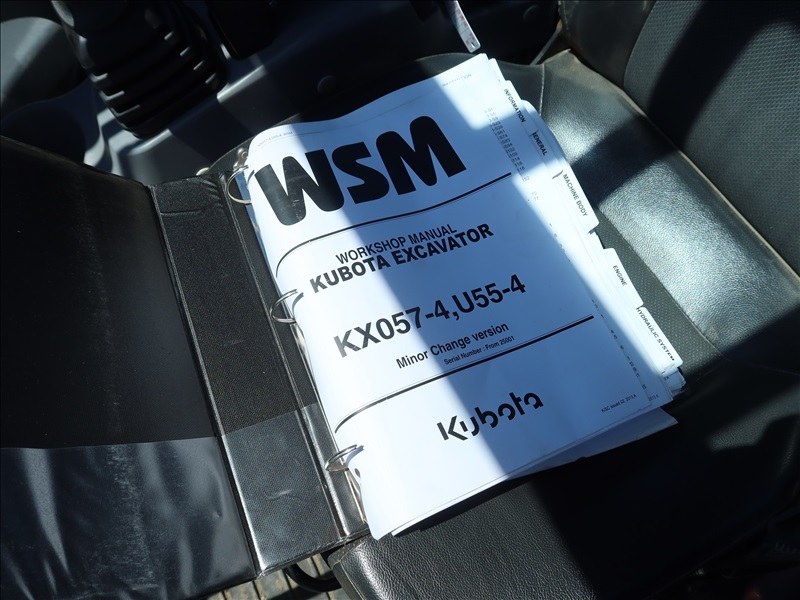 WSM
WORKSHOP MANUAL
KUBOTA EXCAVATOR
KX057-4,U55-4
Minor Change version
Serial Number : From 25001
Kubota
INFORMATION
GENERAL
MACHINE BODY
ENGINE
HYDRAULIC SYSTEM